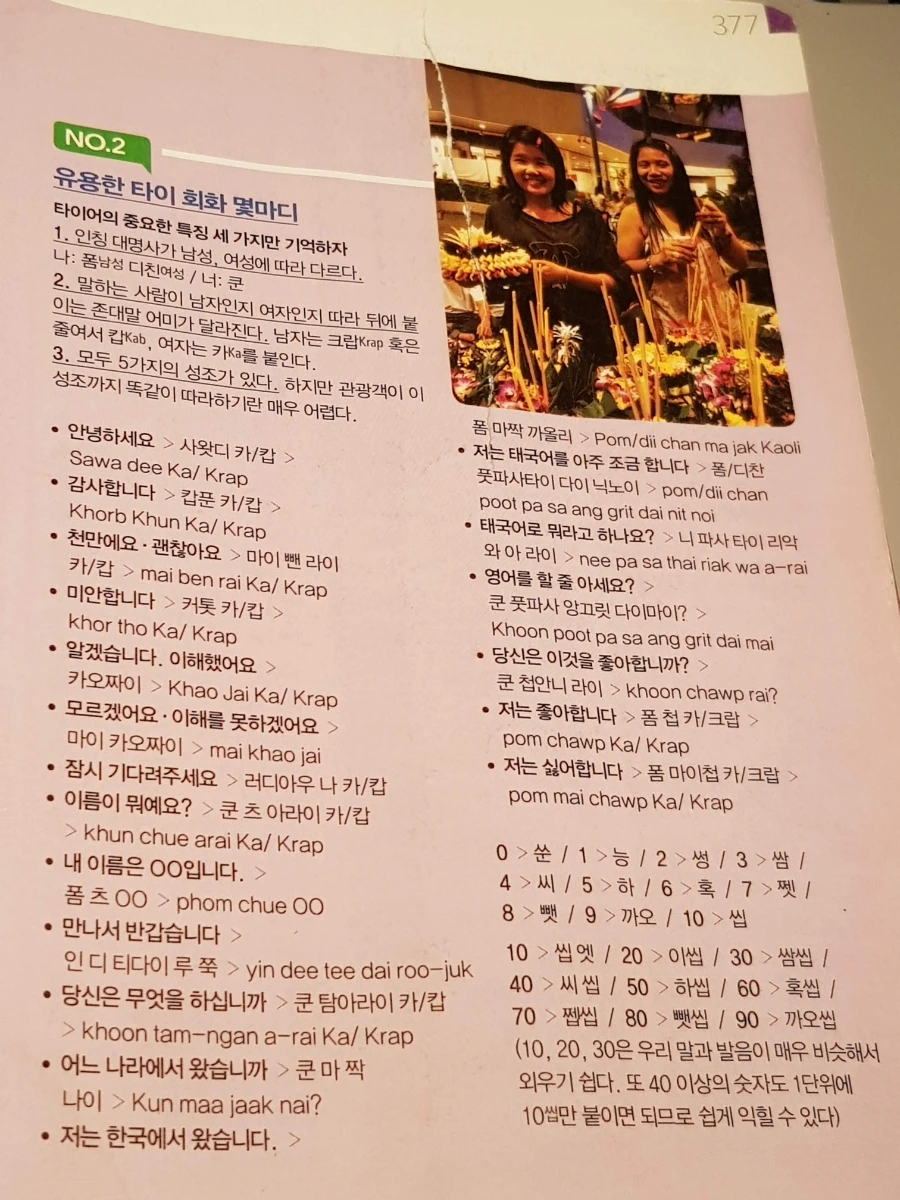 377
NO.2
유용한 타이 회화 몇마디
타이어의 중요한 특징 세 가지만 기억하자
1. 인칭 대명사가 남성, 여성에 따라 다르다.
나: 폼남성 디친여성 / 너: 쿤
2. 말하는 사람이 남자인지 여자인지 따라 뒤에 붙
이는 존대말 어미가 달라진다. 남자는 크랍Krap 혹은
줄여서 캅Kab, 여자는 카Ka를 붙인다.
3. 모두 5가지의 성조가 있다. 하지만 관광객이 이
성조까지 똑같이 따라하기란 매우 어렵다.
• 안녕하세요 > 사왓디 카/캅 >
Sawa dee Ka/ Krap
• 감사합니다 > 캅푼 카/캅 >
Khorb Khun Ka/ Krap
• 천만에요·괜찮아요 > 마이 뺀 라이
카/캅 > mai ben rai Ka/ Krap
• 미안합니다 > 커톳 카/캅 >
khor tho Ka/ Krap
• 알겠습니다. 이해했어요 >
카오짜이 > Khao Jai Ka/ Krap
• 모르겠어요·이해를 못하겠어요 >
마이 카오짜이 > mai khao jai
• 잠시 기다려주세요 > 러디아우 나 카/캅
• 이름이 뭐예요? > 쿤 츠 아라이 카/캅
> khun chue arai Ka/ Krap
• 내 이름은 OO입니다. >
폼 츠 OO > phom chue OO
• 만나서 반갑습니다 >
인 디 티다이 루 쭉 > yin dee tee dai roo-juk
• 당신은 무엇을 하십니까 > 쿤 탐아라이 카/캅
> khoon tam-ngan a-rai Ka/ Krap
• 어느 나라에서 왔습니까 > 쿤 마 짝
나이 > Kun maa jaak nai?
• 저는 한국에서 왔습니다. >
폼 마짝 까올리 > Pom/dii chan ma jak Kaoli
• 저는 태국어를 아주 조금 합니다 > 폼/디찬
풋파사타이 다이 닉노이 > pom/dii chan
poot pa sa ang grit dai nit noi
• 태국어로 뭐라고 하나요? > 니 파사 타이 리악
와 아 라이 > nee pa sa thai riak wa a-rai
• 영어를 할 줄 아세요? >
쿤 풋파사 앙끄릿 다이마이? >
Khoon poot pa sa ang grit dai mai
• 당신은 이것을 좋아합니까? >
쿤 첩안니 라이 > khoon chawp rai?
• 저는 좋아합니다 > 폼 첩 카/크랍 >
pom chawp Ka/ Krap
• 저는 싫어합니다 > 폼 마이첩 카/크랍 >
pom mai chawp Ka/ Krap
0 > 쑨 / 1 > 능 / 2 > 썽 / 3 > 쌈 /
4 > 씨 / 5 > 하 / 6 > 혹 / 7 > 쩻 /
8 > 뺏 / 9 > 까오 / 10 > 씹
10 > 씹엣 / 20 > 이씹 / 30 > 쌈씹 /
40 > 씨씹 / 50 > 하씹 / 60 > 혹씹 /
70 > 쩹씹 / 80 > 뺏씹 / 90 > 까오씹
(10, 20, 30은 우리 말과 발음이 매우 비슷해서
외우기 쉽다. 또 40 이상의 숫자도 1단위에
10씹만 붙이면 되므로 쉽게 익힐 수 있다)